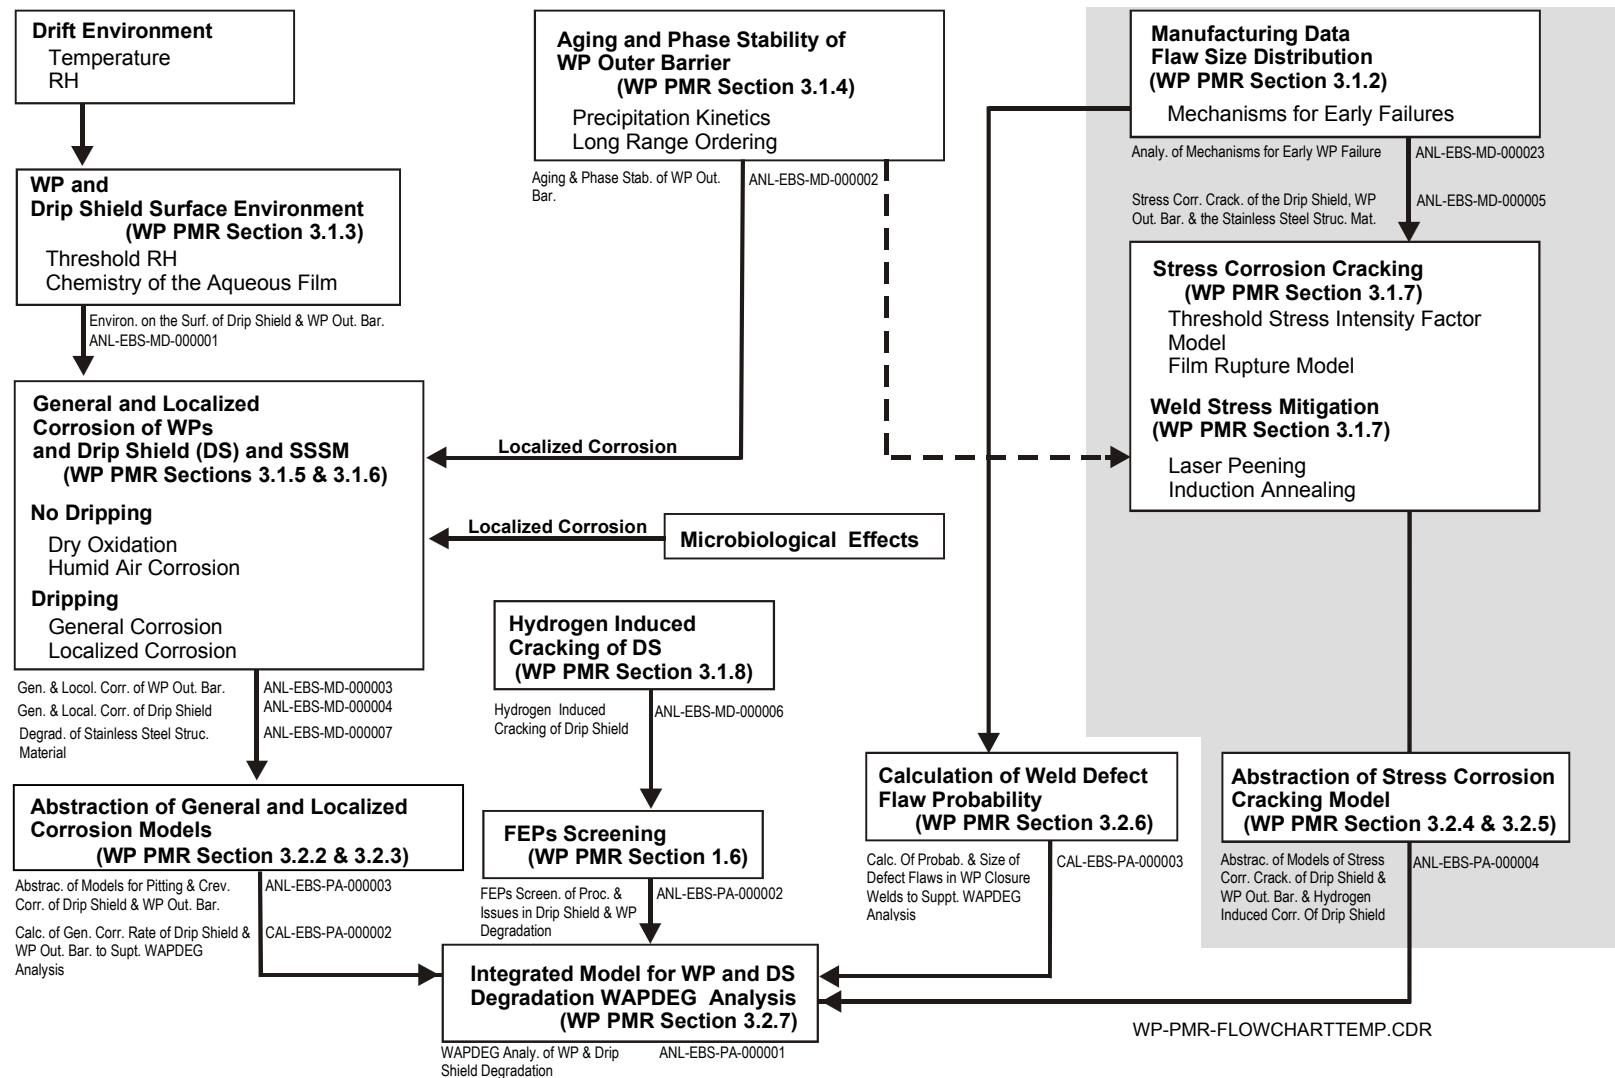 Drift Environment
Temperature
RH
WP and
Drip Shield Surface Environment
(WP PMR Section 3.1.3)
Threshold RH
Chemistry of the Aqueous Film
Environ. on the Surf. of Drip Shield & WP Out. Bar.
ANL-EBS-MD-000001
General and Localized
Corrosion of WPs
and Drip Shield (DS) and SSSM
(WP PMR Sections 3.1.5 & 3.1.6)
No Dripping
Dry Oxidation
Humid Air Corrosion
Dripping
General Corrosion
Localized Corrosion
Gen. & Locol. Corr. of WP Out. Bar.
ANL-EBS-MD-000003
Gen. & Local. Corr. of Drip Shield
ANL-EBS-MD-000004
Degrad. of Stainless Steel Struc.
Material
ANL-EBS-MD-000007
Abstraction of General and Localized
Corrosion Models
(WP PMR Section 3.2.2 & 3.2.3)
Abstrac. of Models for Pitting & Crev.
Corr. of Drip Shield & WP Out. Bar.
ANL-EBS-PA-000003
Calc. of Gen. Corr. Rate of Drip Shield &
WP Out. Bar. to Supt. WAPDEG
Analysis
CAL-EBS-PA-000002
Aging and Phase Stability of
WP Outer Barrier
(WP PMR Section 3.1.4)
Precipitation Kinetics
Long Range Ordering
Aging & Phase Stab. of WP Out.
Bar.
ANL-EBS-MD-000002
Localized Corrosion
Localized Corrosion
Microbiological Effects
Hydrogen Induced
Cracking of DS
(WP PMR Section 3.1.8)
Hydrogen Induced
Cracking of Drip Shield
ANL-EBS-MD-000006
FEPs Screening
(WP PMR Section 1.6)
FEPs Screen. of Proc. &
Issues in Drip Shield & WP
Degradation
ANL-EBS-PA-000002
Integrated Model for WP and DS
Degradation WAPDEG Analysis
(WP PMR Section 3.2.7)
WAPDEG Analy. of WP & Drip
Shield Degradation
ANL-EBS-PA-000001
Manufacturing Data
Flaw Size Distribution
(WP PMR Section 3.1.2)
Mechanisms for Early Failures
Analy. of Mechanisms for Early WP Failure
ANL-EBS-MD-000023
Stress Corr. Crack. of the Drip Shield, WP
Out. Bar. & the Stainless Steel Struc. Mat.
ANL-EBS-MD-000005
Stress Corrosion Cracking
(WP PMR Section 3.1.7)
Threshold Stress Intensity Factor
Model
Film Rupture Model
Weld Stress Mitigation
(WP PMR Section 3.1.7)
Laser Peening
Induction Annealing
Calculation of Weld Defect
Flaw Probability
(WP PMR Section 3.2.6)
Calc. Of Probab. & Size of
Defect Flaws in WP Closure
Welds to Suppt. WAPDEG
Analysis
CAL-EBS-PA-000003
Abstraction of Stress Corrosion
Cracking Model
(WP PMR Section 3.2.4 & 3.2.5)
Abstrac. of Models of Stress
Corr. Crack. of Drip Shield &
WP Out. Bar. & Hydrogen
Induced Corr. Of Drip Shield
ANL-EBS-PA-000004
WP-PMR-FLOWCHARTTEMP.CDR